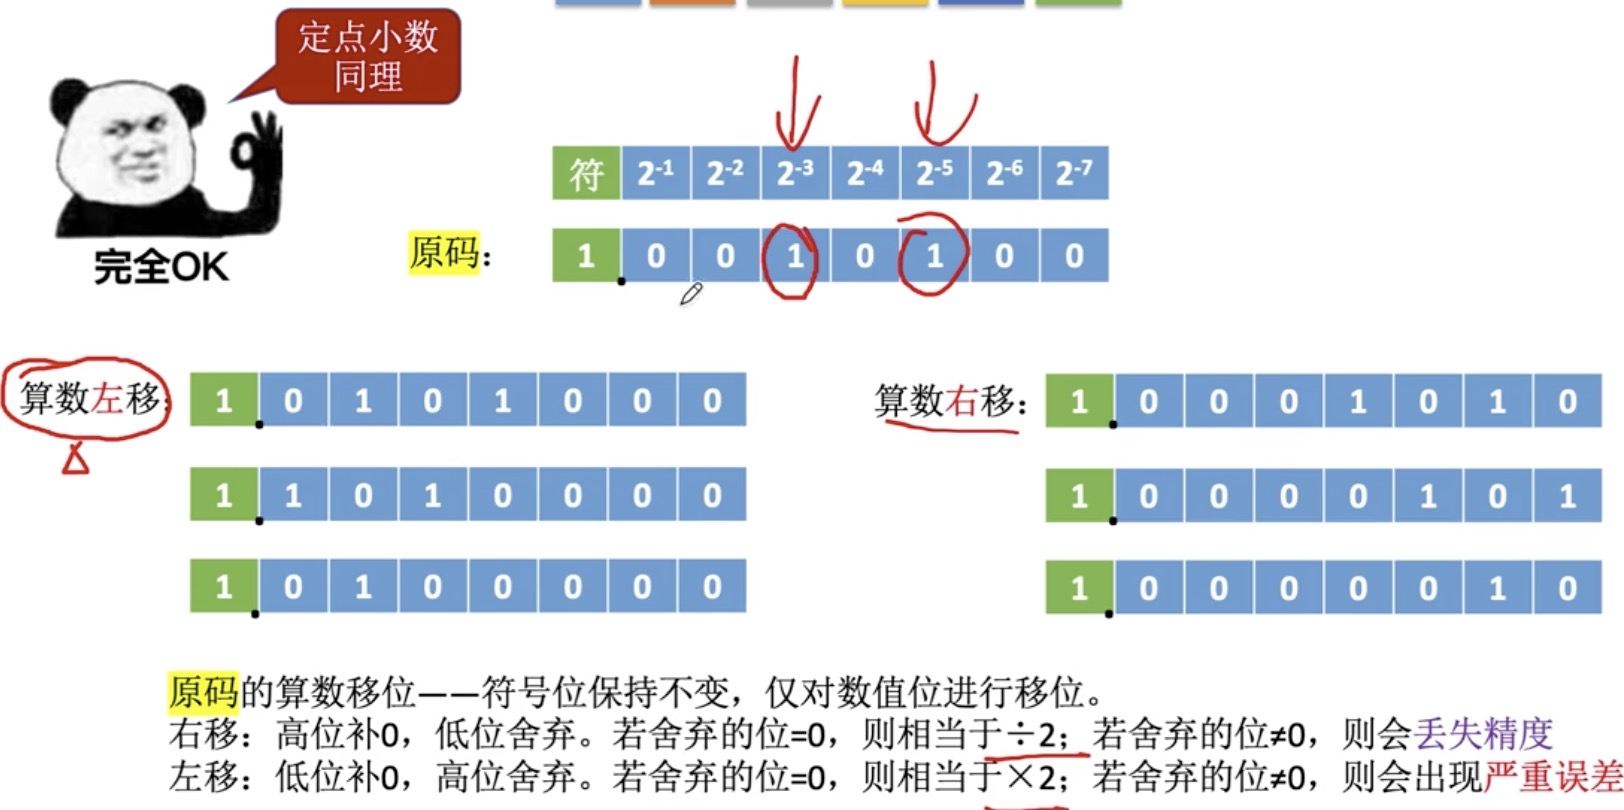 定点小数
同理
完全OK
符 2-1 2-2 2-3 2-4 2-5 2-6 2-7
原码： 1 0 0 1 0 1 0 0
算数左移： 1 0 1 0 1 0 0 0
1 1 0 1 0 0 0 0
1 0 1 0 0 0 0 0
算数右移： 1 0 0 0 1 0 1 0
1 0 0 0 0 1 0 1
1 0 0 0 0 0 1 0
原码的算数移位——符号位保持不变，仅对数值位进行移位。
右移：高位补0，低位舍弃。若舍弃的位=0，则相当于÷2；若舍弃的位≠0，则会丢失精度
左移：低位补0，高位舍弃。若舍弃的位=0，则相当于×2；若舍弃的位≠0，则会出现严重误差